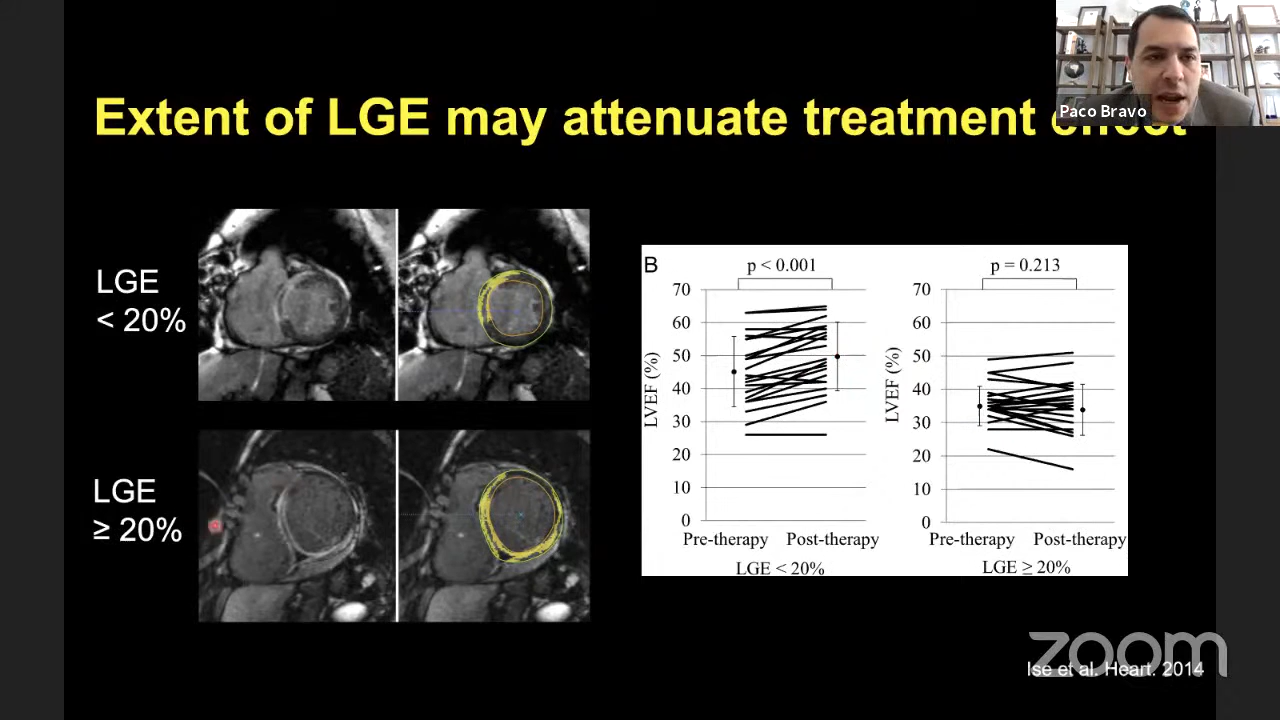 Paco Bravo
Extent of LGE may attenuate treatment effect
LGE
< 20%
LGE
≥ 20%
B
p < 0.001
70
60
50
40
30
20
10
0
LVEF (%)
Pre-therapy Post-therapy
LGE < 20%
p = 0.213
70
60
50
40
30
20
10
0
LVEF (%)
Pre-therapy Post-therapy
LGE ≥ 20%
zoom
Ise et al. Heart. 2014